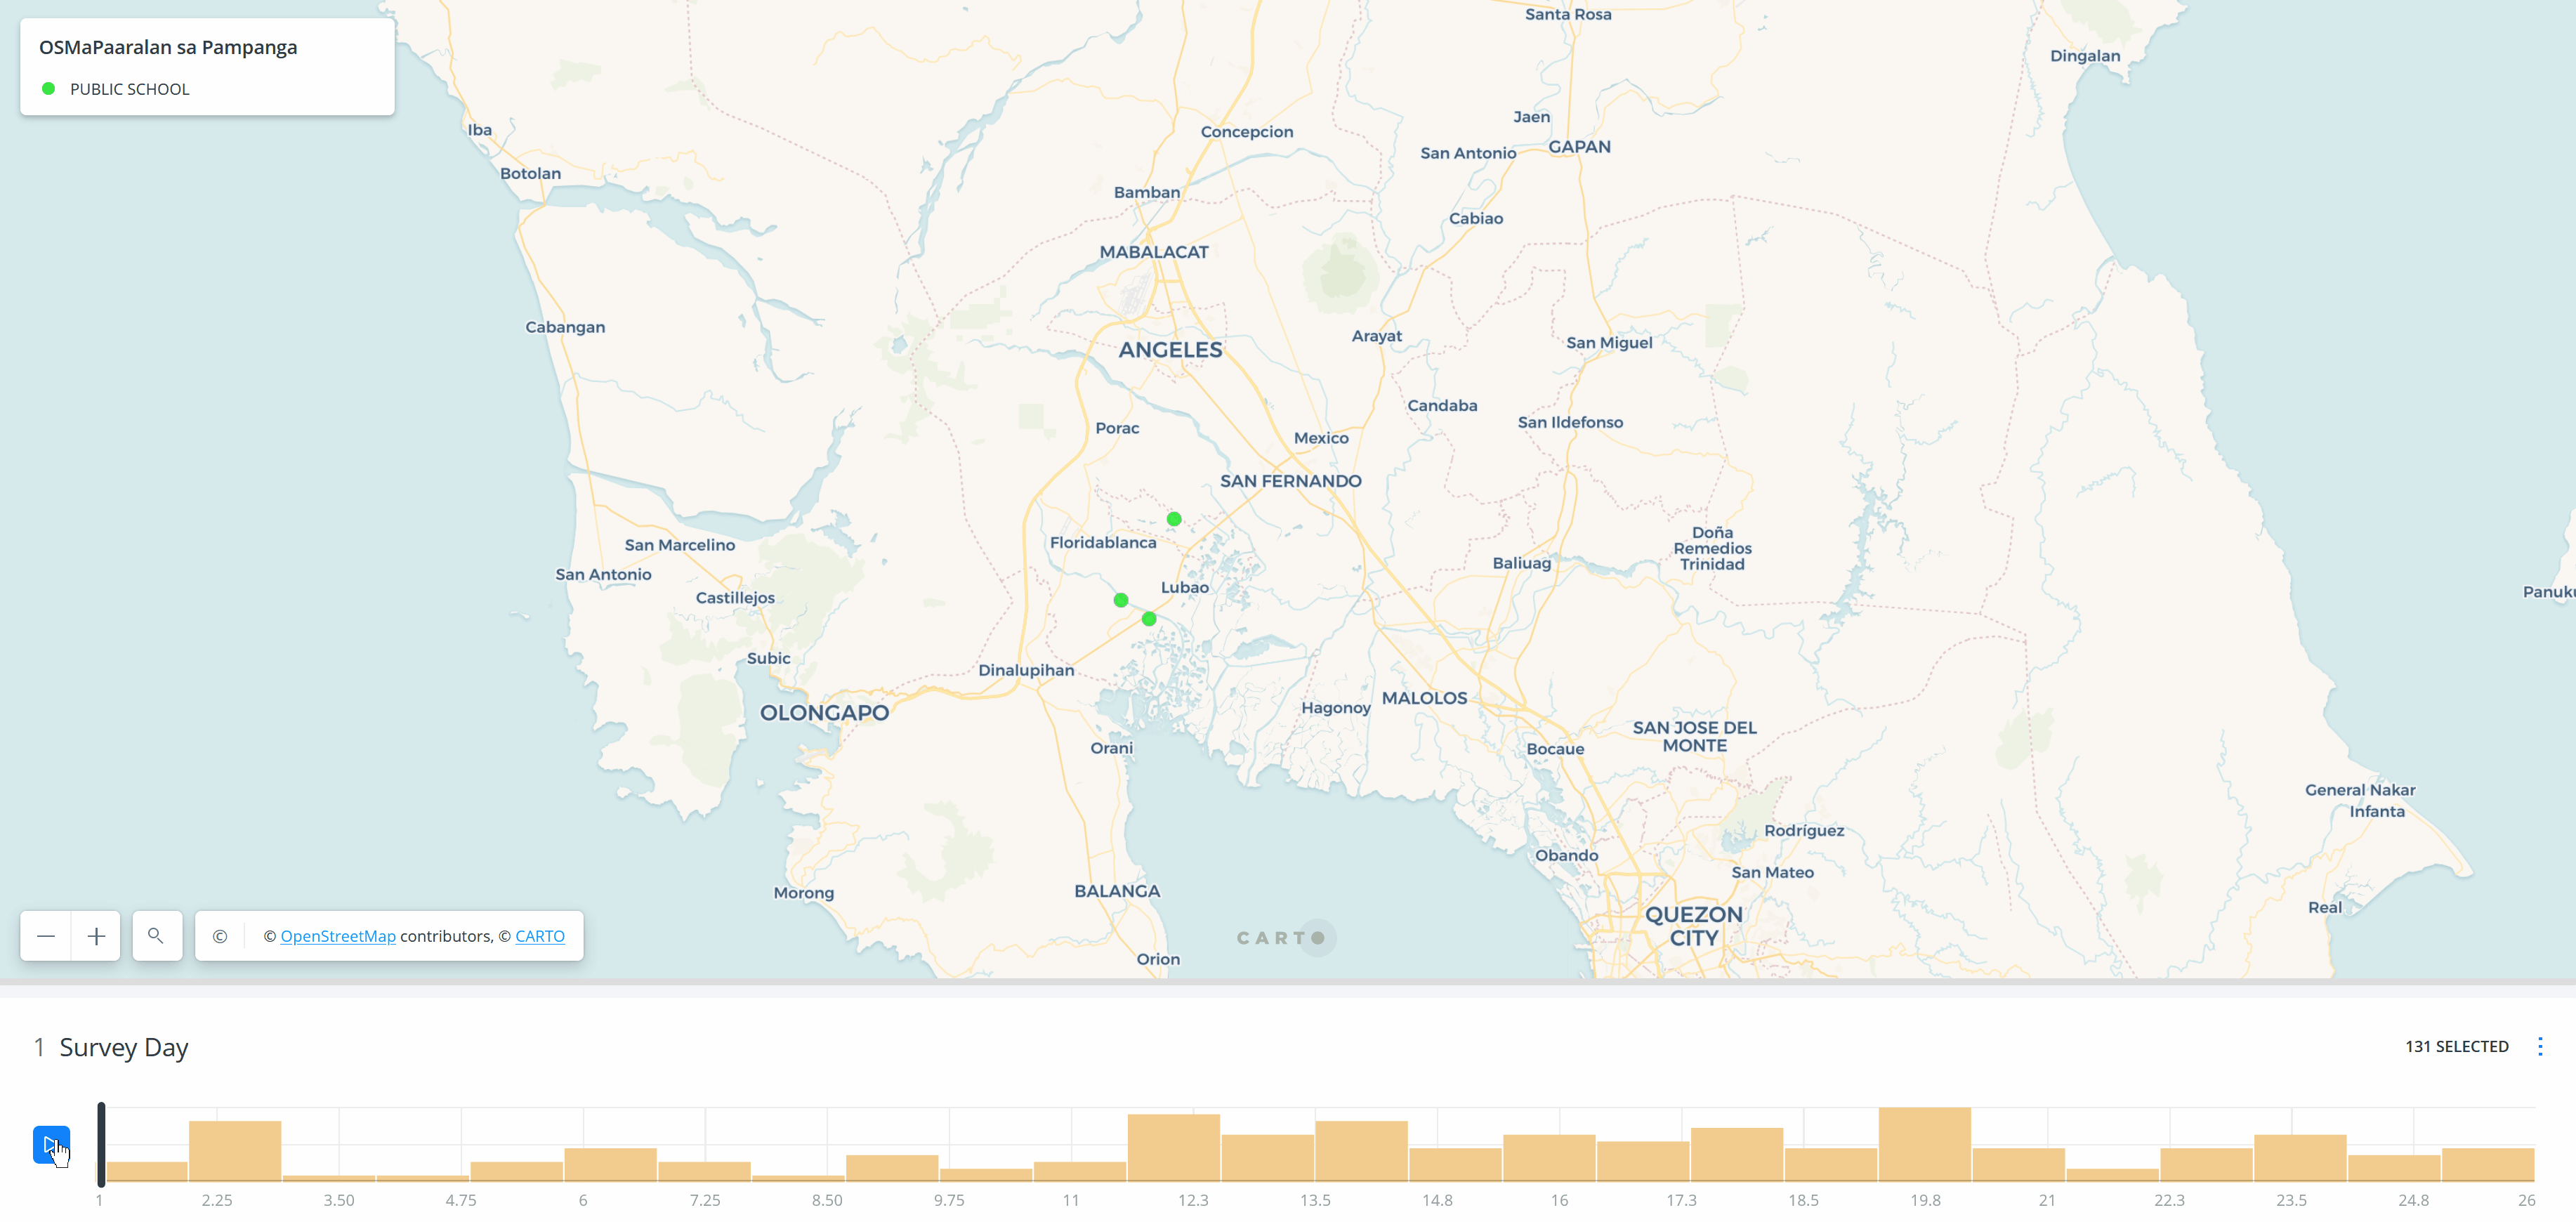 OSMaPaaralan sa Pampanga
PUBLIC SCHOOL
Santa Rosa
Dingalan
Iba
Concepcion
Jaen
San Antonio
GAPAN
Botolan
Bamban
Cabiao
MABALACAT
Cabangan
Arayat
San Miguel
ANGELES
Candaba
Porac
San Ildefonso
Mexico
SAN FERNANDO
Floridablanca
San Marcelino
San Antonio
Doña
Remedios
Trinidad
Baliuag
Lubao
Castillejos
Subic
Dinalupihan
OLONGAPO
Hagonoy
MALOLOS
SAN JOSE DEL
MONTE
Orani
Bocaue
General Nakar
Infanta
Rodriguez
Obando
San Mateo
Morong
BALANGA
QUEZON
CITY
Real
Orion
© © OpenStreetMap contributors, © CARTO
CARTO
1 Survey Day
131 SELECTED
1 2.25 3.50 4.75 6 7.25 8.50 9.75 11 12.3 13.5 14.8 16 17.3 18.5 19.8 21 22.3 23.5 24.8 26